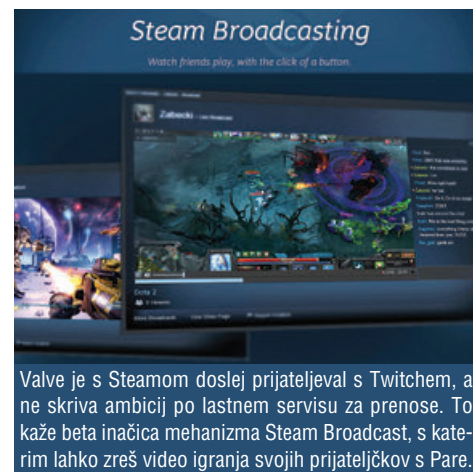 Steam Broadcasting
Watch friends play, with the click of a button.
Zabecki
Dota 2
Valve je s Steamom doslej prijateljeval s Twitchem, a
ne skriva ambicij po lastnem servisu za prenose. To
kaže beta inačica mehanizma Steam Broadcast, s kate-
rim lahko zreš video igranja svojih prijateljčkov s Pare